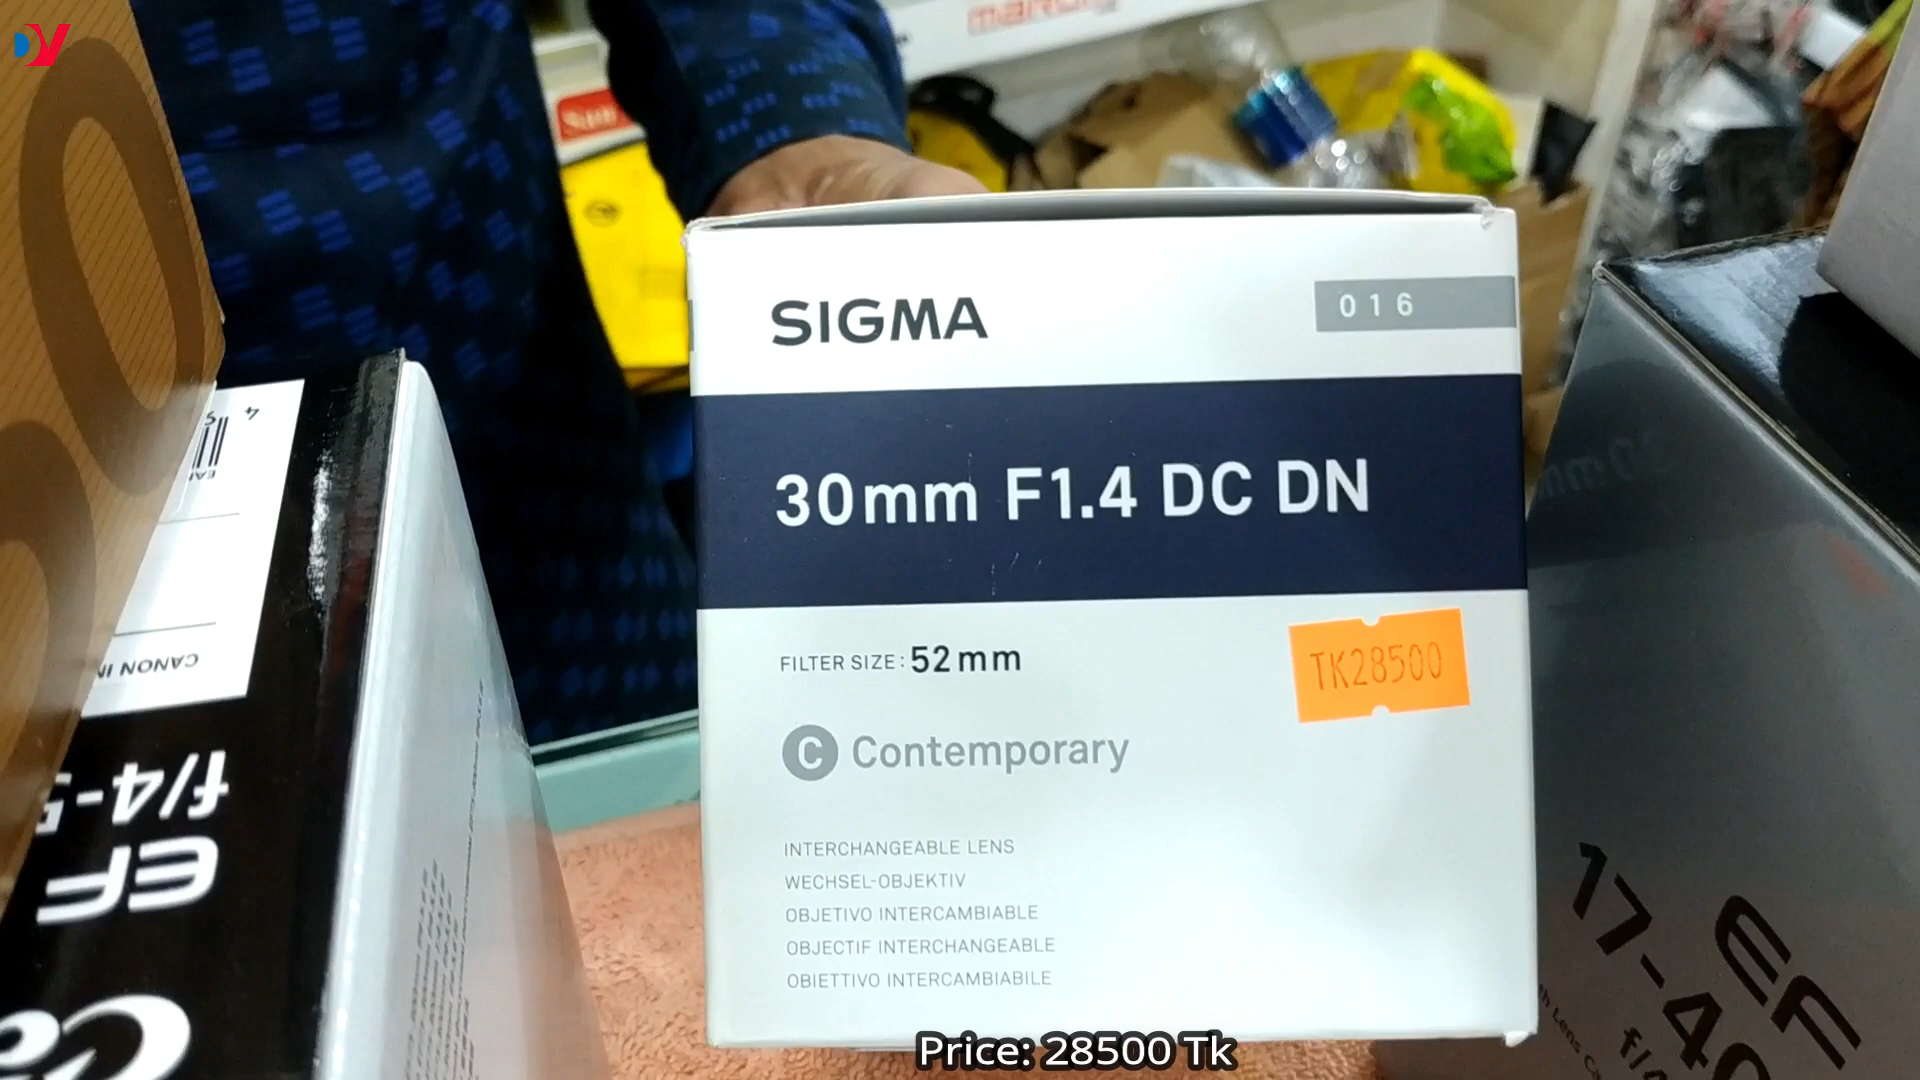 DV
SIGMA
016
30mm F1.4 DC DN
FILTER SIZE: 52mm
TK28500
C Contemporary
INTERCHANGEABLE LENS
WECHSEL-OBJEKTIV
OBJETIVO INTERCAMBIABLE
OBJECTIF INTERCHANGEABLE
OBIETTIVO INTERCAMBIABILE
CANON
f/4-5
EF
EF
17-40
Price: 28500 Tk